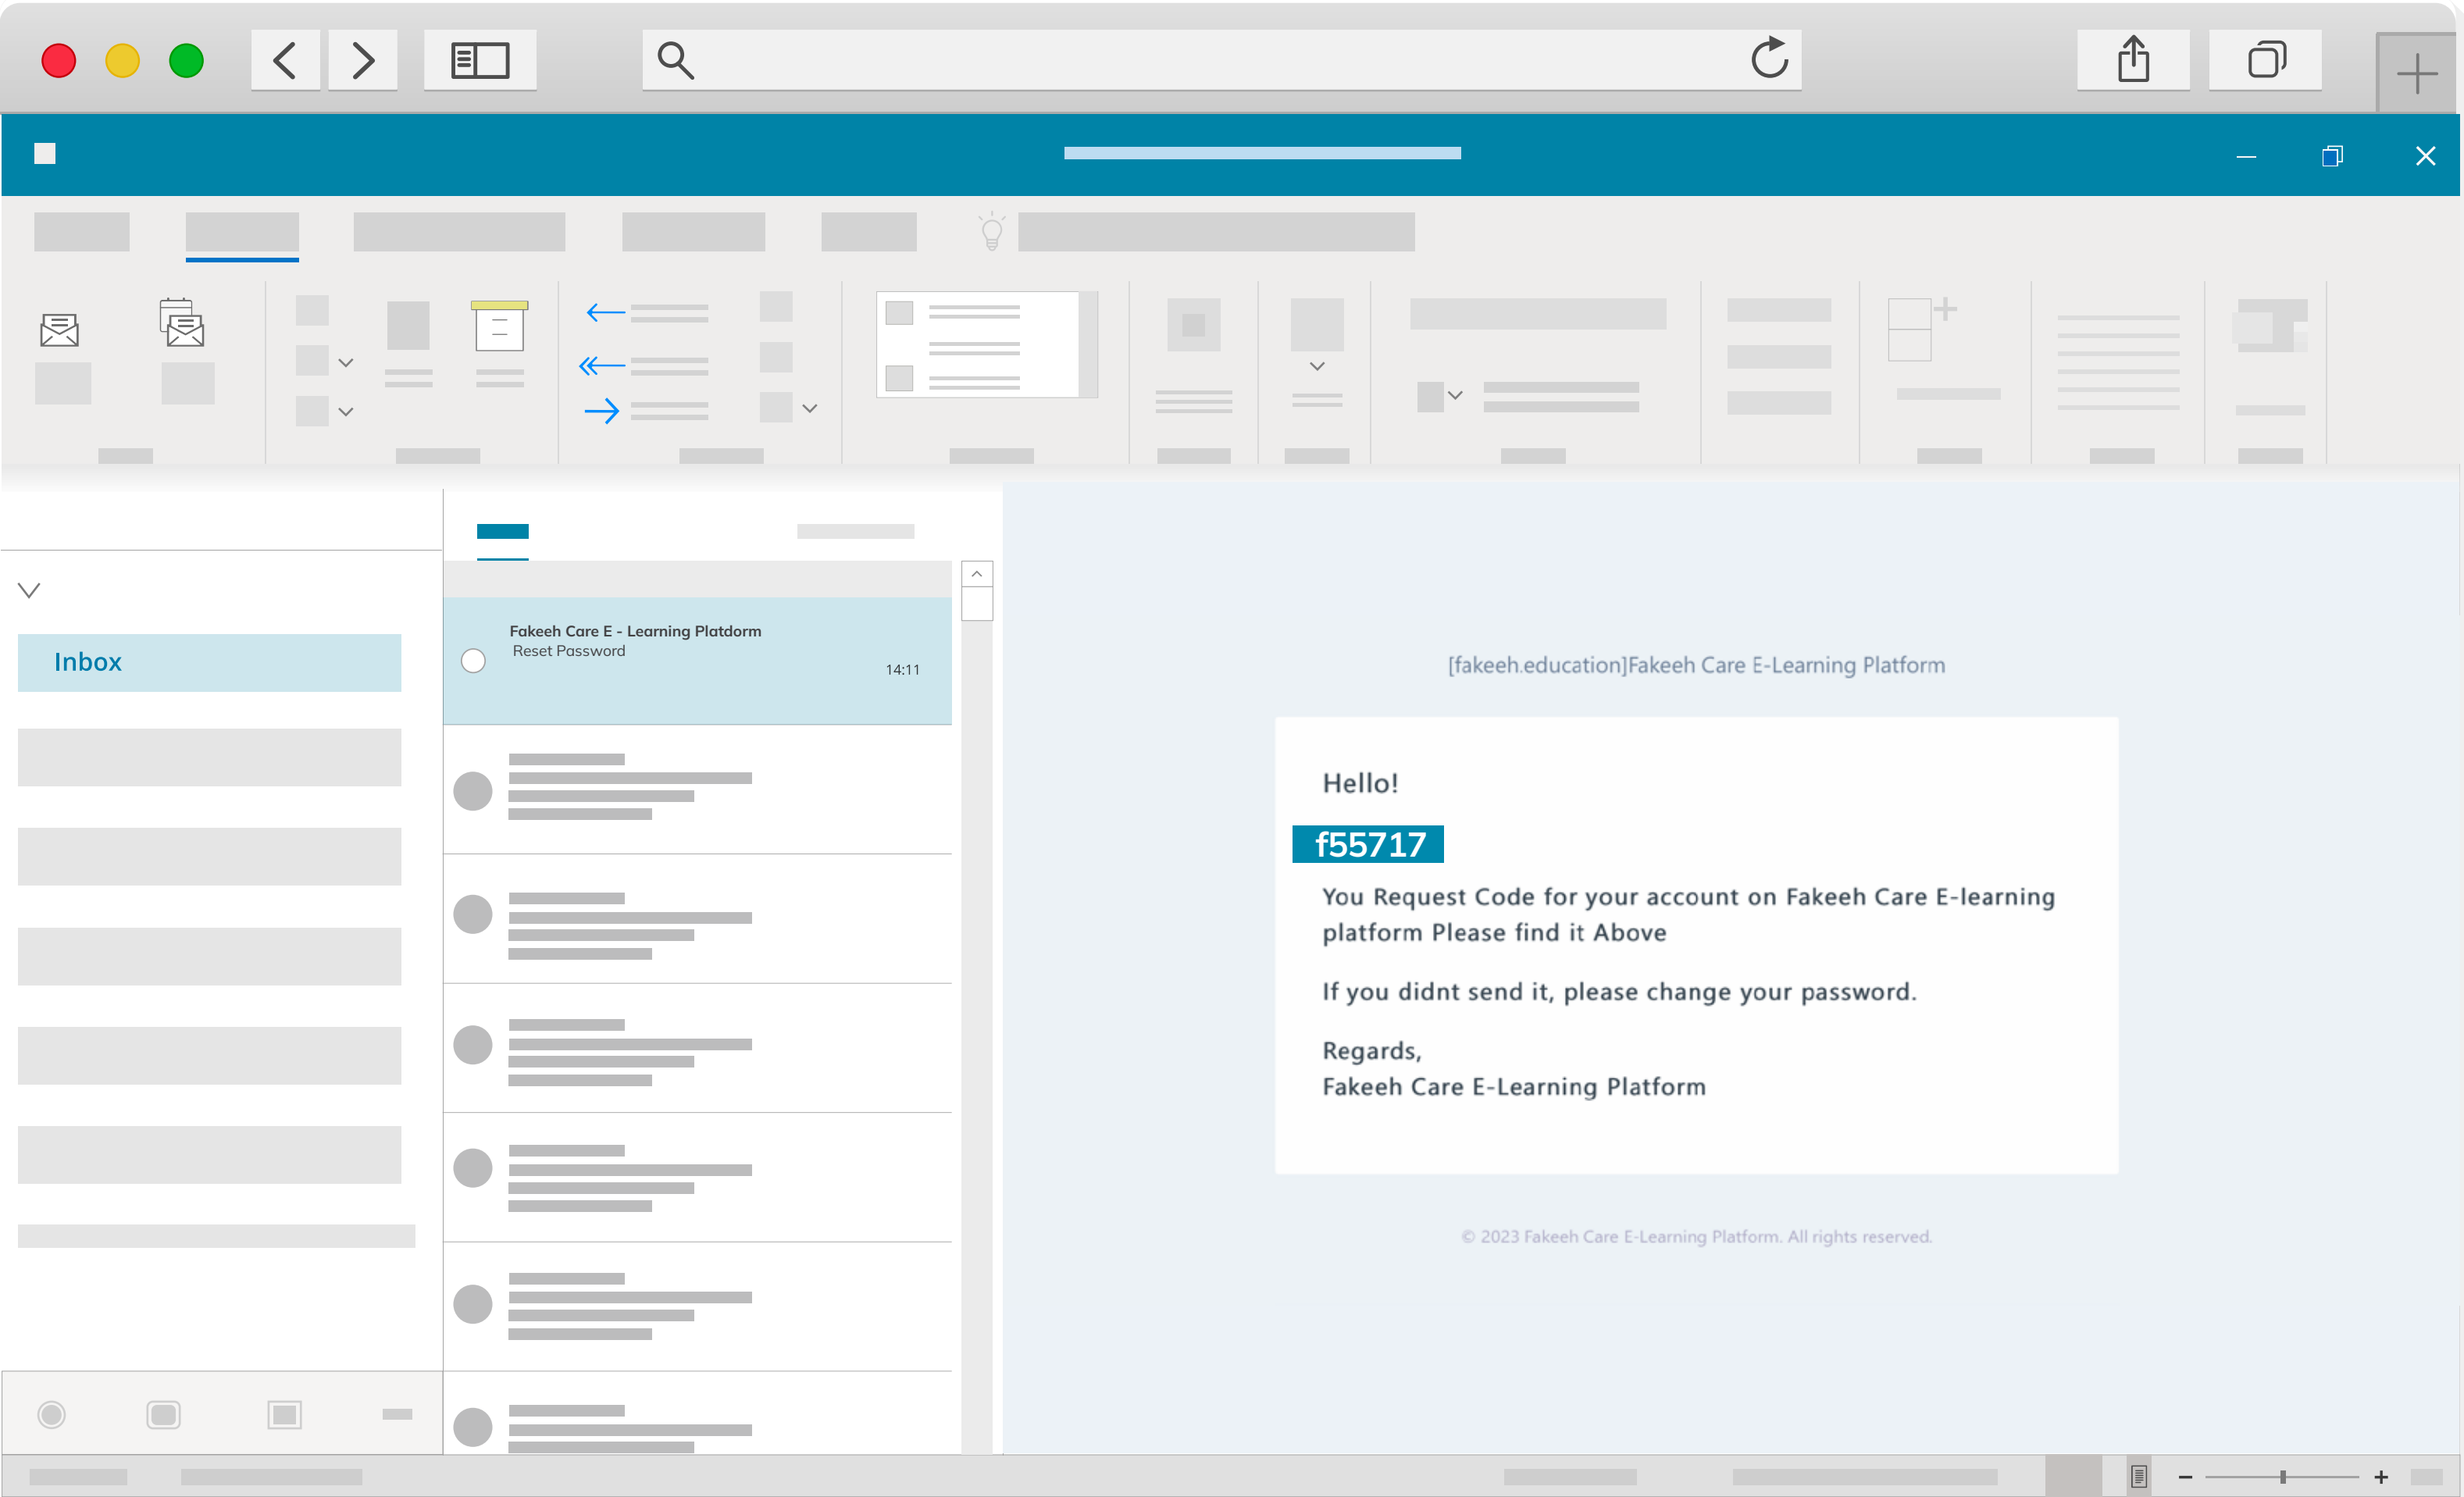 Inbox
Fakeeh Care E - Learning Platdorm
Reset Password
14:11
[fakeeh.education]Fakeeh Care E-Learning Platform
Hello!
f55717
You Request Code for your account on Fakeeh Care E-learning
platform Please find it Above
If you didnt send it, please change your password.
Regards,
Fakeeh Care E-Learning Platform
© 2023 Fakeeh Care E-Learning Platform. All rights reserved.